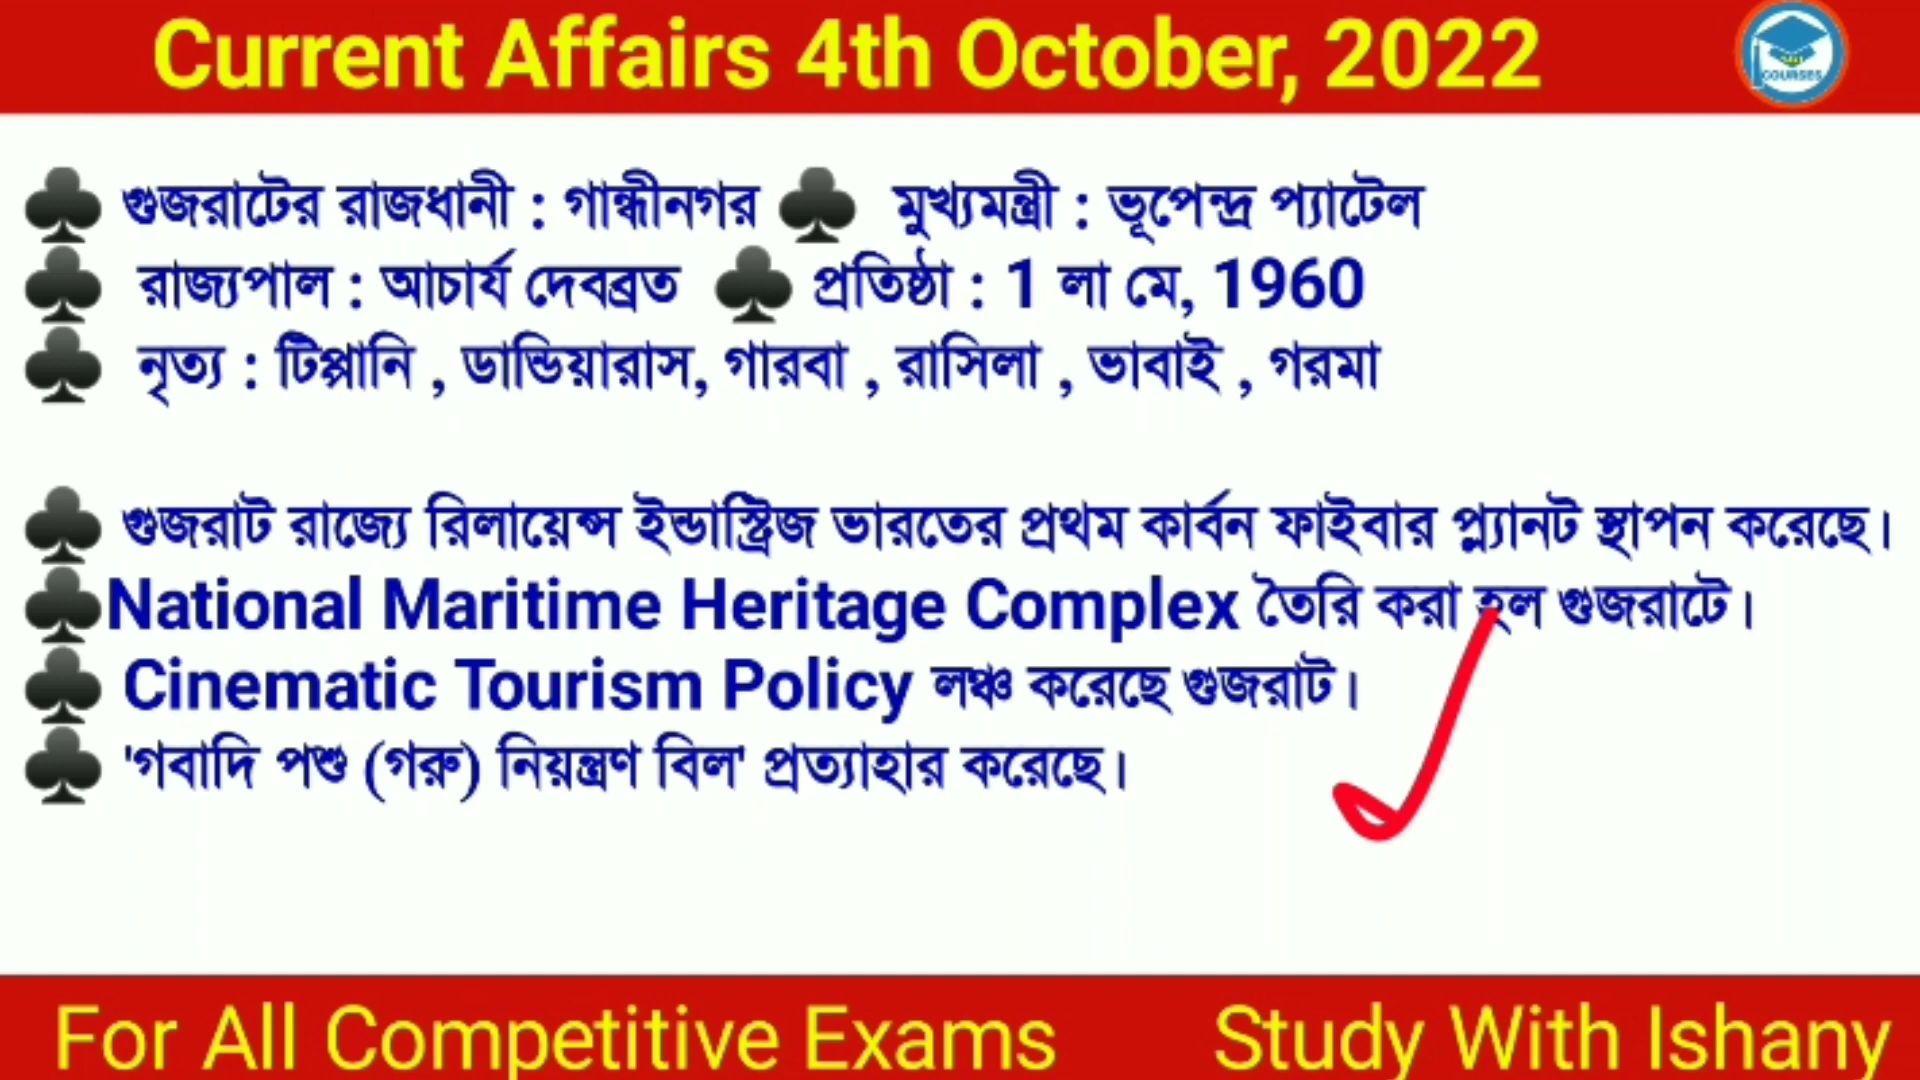 Current Affairs 4th October, 2022
COURSES
♣ গুজরাটের রাজধানী : গান্ধীনগর ♣ মুখ্যমন্ত্রী : ভূপেন্দ্র প্যাটেল
♣ রাজ্যপাল : আচার্য দেবব্রত ♣ প্রতিষ্ঠা : 1 লা মে, 1960
♣ নৃত্য : টিপ্পানি , ডান্ডিয়ারাস, গারবা , রাসিলা , ভাবাই , গরমা
♣ গুজরাট রাজ্যে রিলায়েন্স ইন্ডাস্ট্রিজ ভারতের প্রথম কার্বন ফাইবার প্ল্যানট স্থাপন করেছে।
♣National Maritime Heritage Complex তৈরি করা হল গুজরাটে।
♣ Cinematic Tourism Policy লঞ্চ করেছে গুজরাট।
♣ 'গবাদি পশু (গরু) নিয়ন্ত্রণ বিল' প্রত্যাহার করেছে।
For All Competitive Exams Study With Ishany